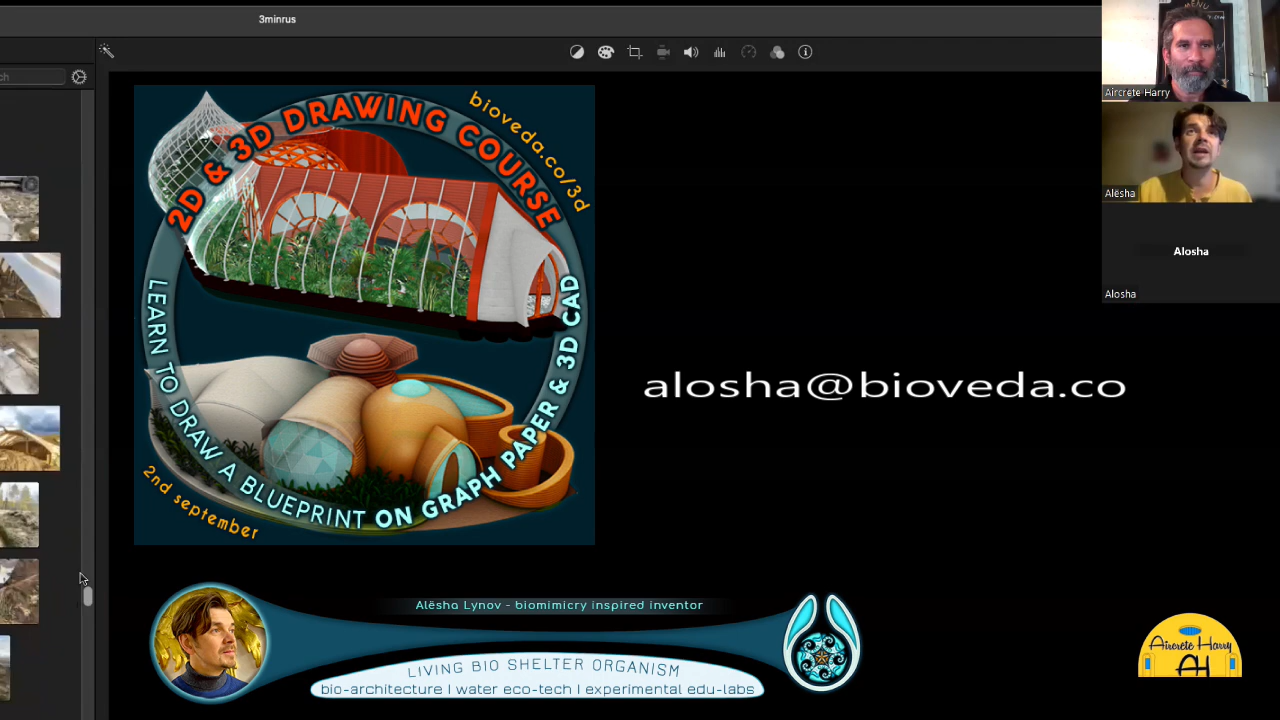 3minrus
ch
MENU
Aircrete Harry
Alësha
Alosha
Alosha
bioveda.co/3d
2D & 3D DRAWING COURSE
LEARN TO DRAW A BLUEPRINT ON GRAPH PAPER & 3D CAD
2nd september
alosha@bioveda.co
Alësha Lynov - biomimicry inspired inventor
LIVING BIO SHELTER ORGANISM
bio-architecture | water eco-tech | experimental edu-labs
Aircrete Harry
AH